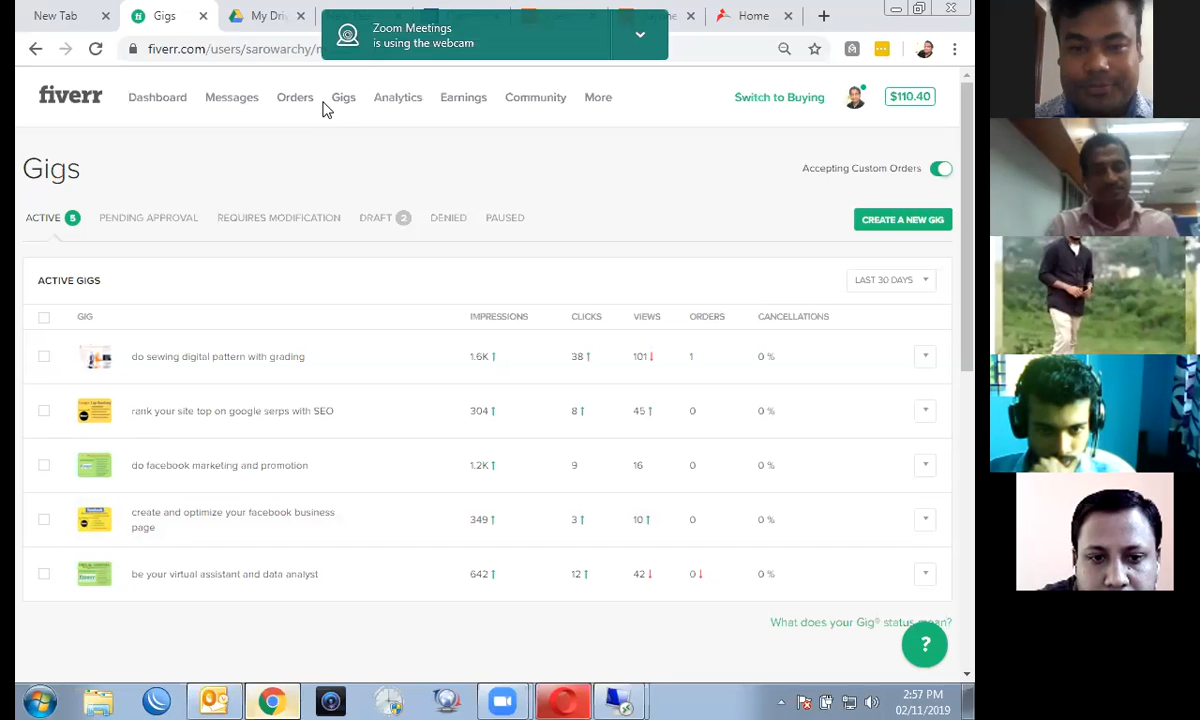 New Tab
Gigs
My Dri
Home
Zoom Meetings
is using the webcam
fiverr.com/users/sarowarchy/
fiverr
Dashboard Messages Orders Gigs Analytics Earnings Community More
Switch to Buying
$110.40
Gigs
Accepting Custom Orders
ACTIVE 5 PENDING APPROVAL REQUIRES MODIFICATION DRAFT 2 DENIED PAUSED
CREATE A NEW GIG
ACTIVE GIGS
LAST 30 DAYS
GIG IMPRESSIONS CLICKS VIEWS ORDERS CANCELLATIONS
do sewing digital pattern with grading 1.6K 38 101 1 0 %
rank your site top on google serps with SEO 304 8 45 0 0 %
do facebook marketing and promotion 1.2K 9 16 0 0 %
create and optimize your facebook business
page
349 3 10 0 0 %
be your virtual assistant and data analyst 642 12 42 0 0 %
What does your Gig® status mean?
?
2:57 PM
02/11/2019